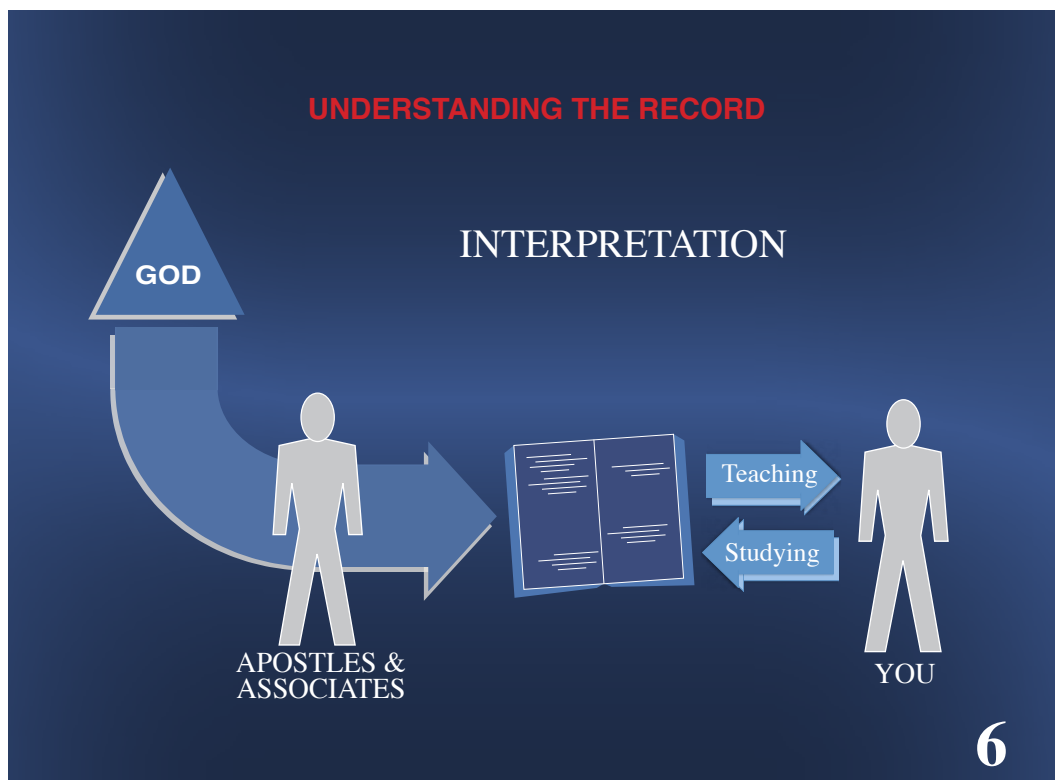 UNDERSTANDING THE RECORD
INTERPRETATION
GOD
Teaching
Studying
APOSTLES &
ASSOCIATES
YOU
6